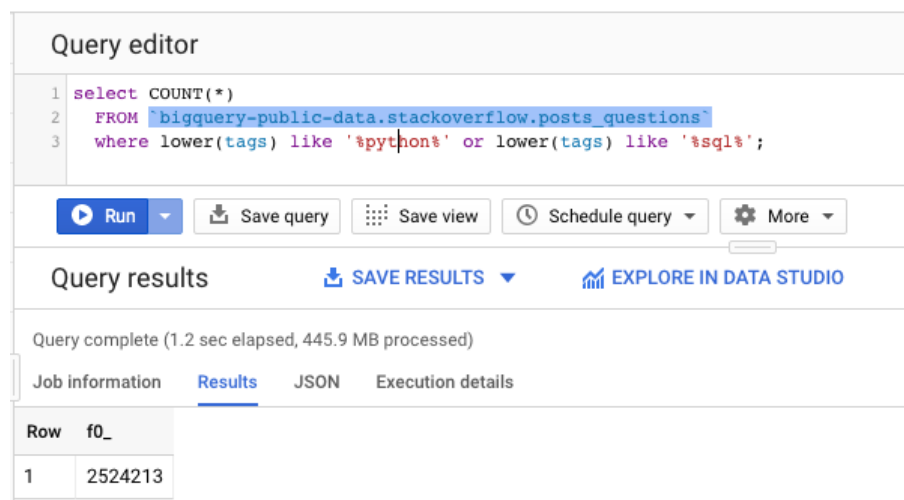 Query editor
1 select COUNT(*)
2 FROM `bigquery-public-data.stackoverflow.posts_questions`
3 where lower(tags) like '%python%' or lower(tags) like '%sql%';
Run Save query Save view Schedule query More
Query results SAVE RESULTS EXPLORE IN DATA STUDIO
Query complete (1.2 sec elapsed, 445.9 MB processed)
Job information Results JSON Execution details
Row f0_
1 2524213